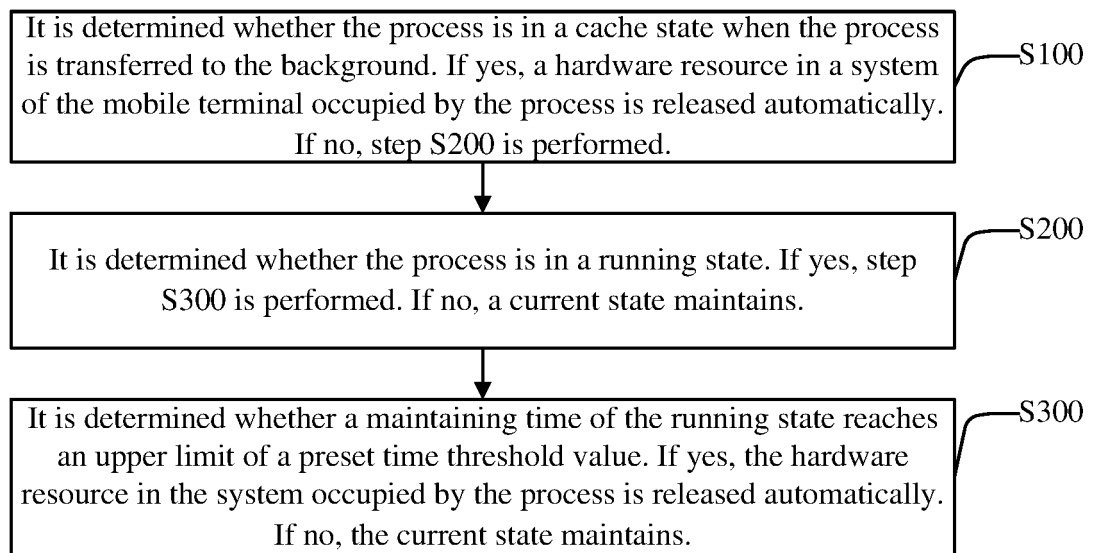 It is determined whether the process is in a cache state when the process
is transferred to the background. If yes, a hardware resource in a system
of the mobile terminal occupied by the process is released automatically.
If no, step S200 is performed.
S100
It is determined whether the process is in a running state. If yes, step
S300 is performed. If no, a current state maintains.
S200
It is determined whether a maintaining time of the running state reaches
an upper limit of a preset time threshold value. If yes, the hardware
resource in the system occupied by the process is released automatically.
If no, the current state maintains.
S300